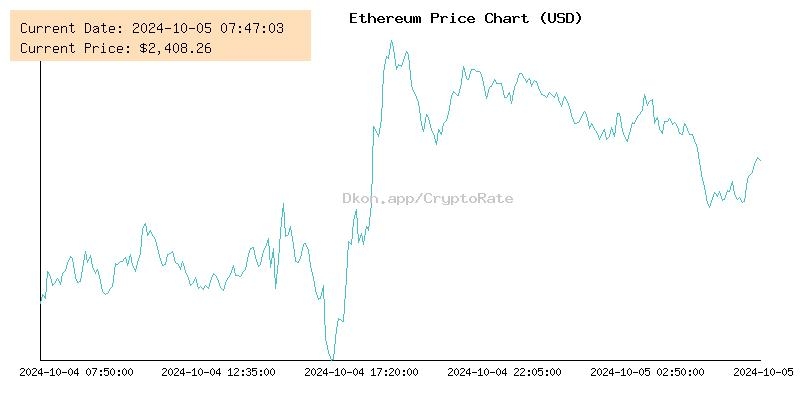 Ethereum Price Chart (USD)
Current Date: 2024-10-05 07:47:03
Current Price: $2,408.26
Dkon.app/CryptoRate
2024-10-04 07:50:00 2024-10-04 12:35:00 2024-10-04 17:20:00 2024-10-04 22:05:00 2024-10-05 02:50:00 2024-10-05